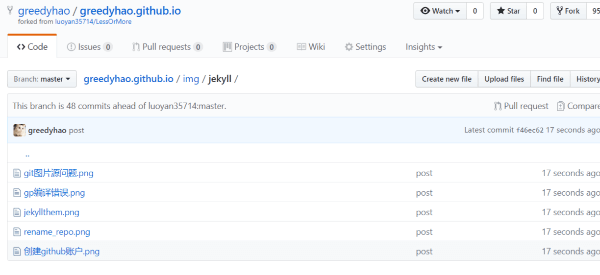 greedyhao / greedyhao.github.io
Watch 0 Star 0 Fork 95
forked from luoyan35714/LessOrMore
Code Issues 0 Pull requests 0 Projects 0 Wiki Settings Insights
Branch: master greedyhao.github.io / img / jekyll / Create new file Upload files Find file History
This branch is 48 commits ahead of luoyan35714:master. Pull request Compare
greedyhao post Latest commit f46ec62 17 seconds ago
..
git图片源问题.png post 17 seconds ago
gp编译错误.png post 17 seconds ago
jekyllthem.png post 17 seconds ago
rename_repo.png post 17 seconds ago
创建github账户.png post 17 seconds ago